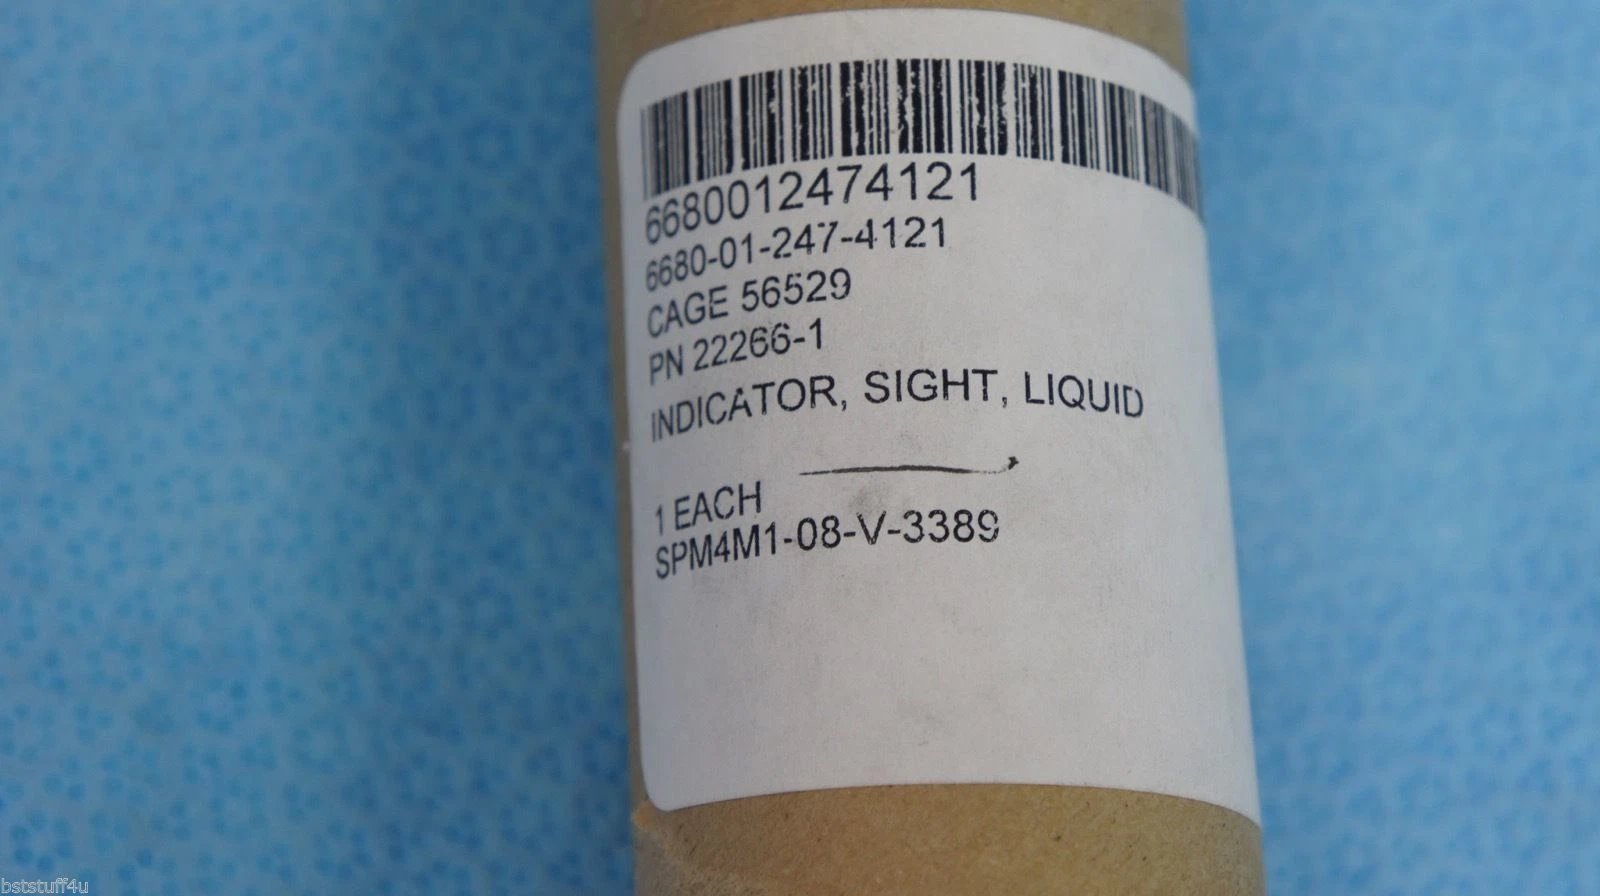 6680012474121
6680-01-247-4121
CAGE 56529
PN 22266-1
INDICATOR, SIGHT, LIQUID
1 EACH
SPM4M1-08-V-3389
bststuff4u